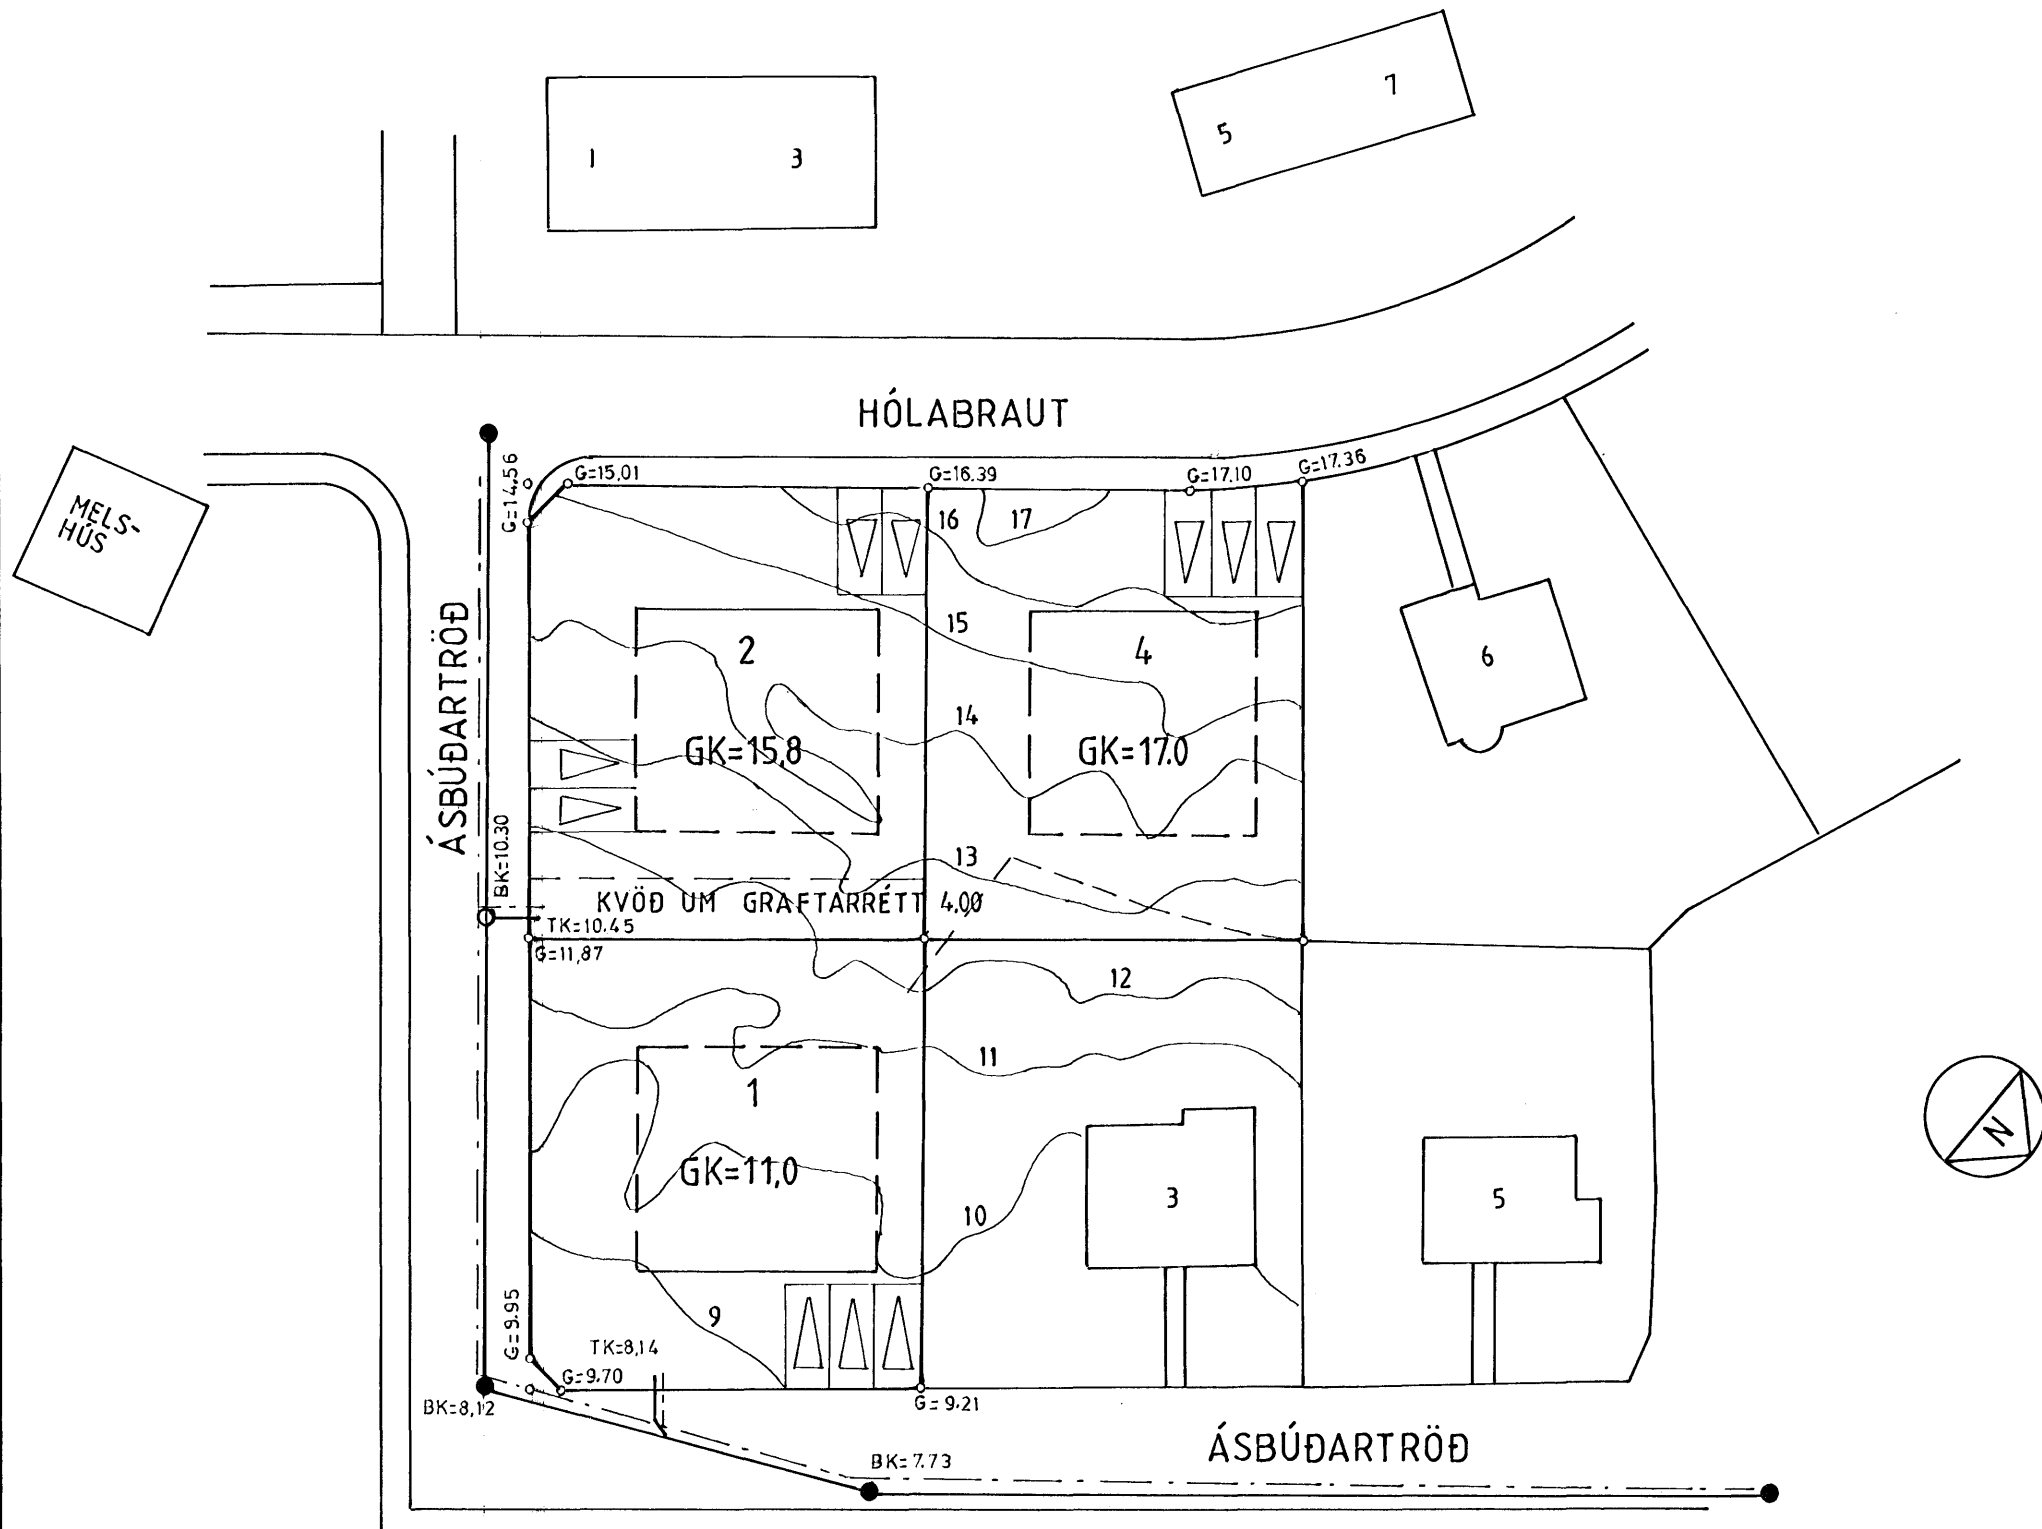 7
5
1
3
HÓLABRAUT
G=14.56
G=15,01
G=16.39
G=17.10
G=17.36
MELS-
HÚS
16
17
ÁSBÚÐARTRÖÐ
15
2
4
6
14
GK=15,8
GK=17.0
BK=10.30
13
KVÖÐ UM GRAFTARRÉTT 4.00
TK=10.45
G=11,87
12
11
1
GK=11,0
3
5
10
N
G=9.95
9
TK=8,14
G=9.70
BK=8,12
G=9.21
ÁSBÚÐARTRÖÐ
BK=7.73